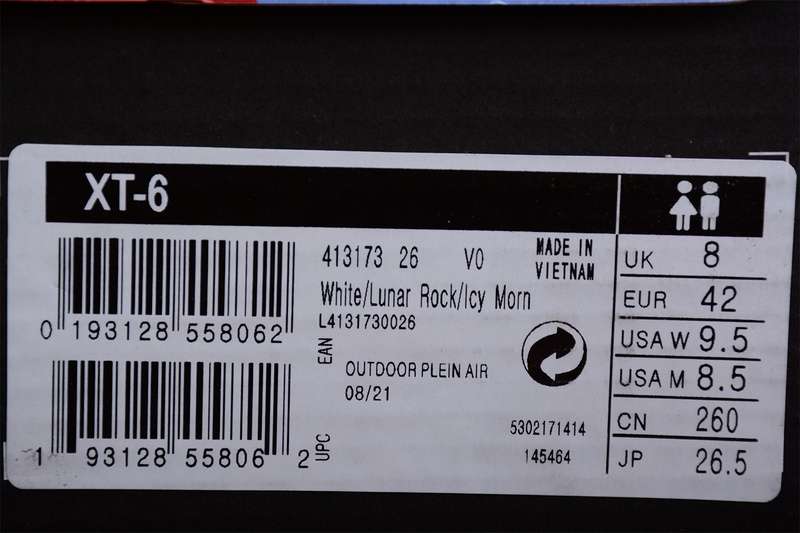 XT-6
0 193128 558062
EAN
1 93128 55806 2
UPC
413173 26 V0
MADE IN
VIETNAM
White/Lunar Rock/Icy Morn
L4131730026
OUTDOOR PLEIN AIR
08/21
5302171414
145464
UK 8
EUR 42
USA W 9.5
USA M 8.5
CN 260
JP 26.5